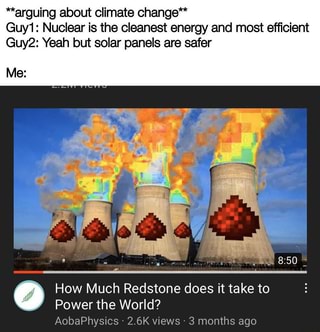 **arguing about climate change**
Guy1: Nuclear is the cleanest energy and most efficient
Guy2: Yeah but solar panels are safer
Me:
8:50
How Much Redstone does it take to
Power the World?
AobaPhysics · 2.6K views · 3 months ago